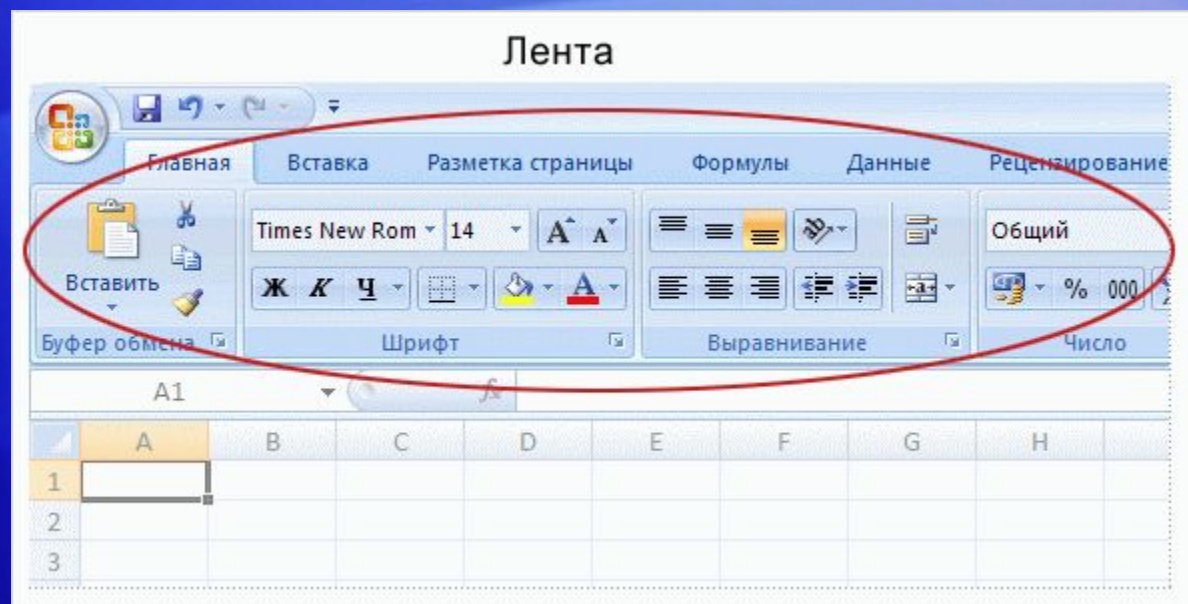 Лента
Главная Вставка Разметка страницы Формулы Данные Рецензирование
Times New Rom 14 А А Общий
Вставить Ж К Ч А % 000
Буфер обмена Шрифт Выравнивание Число
A1 fx
A B C D E F G H
1
2
3